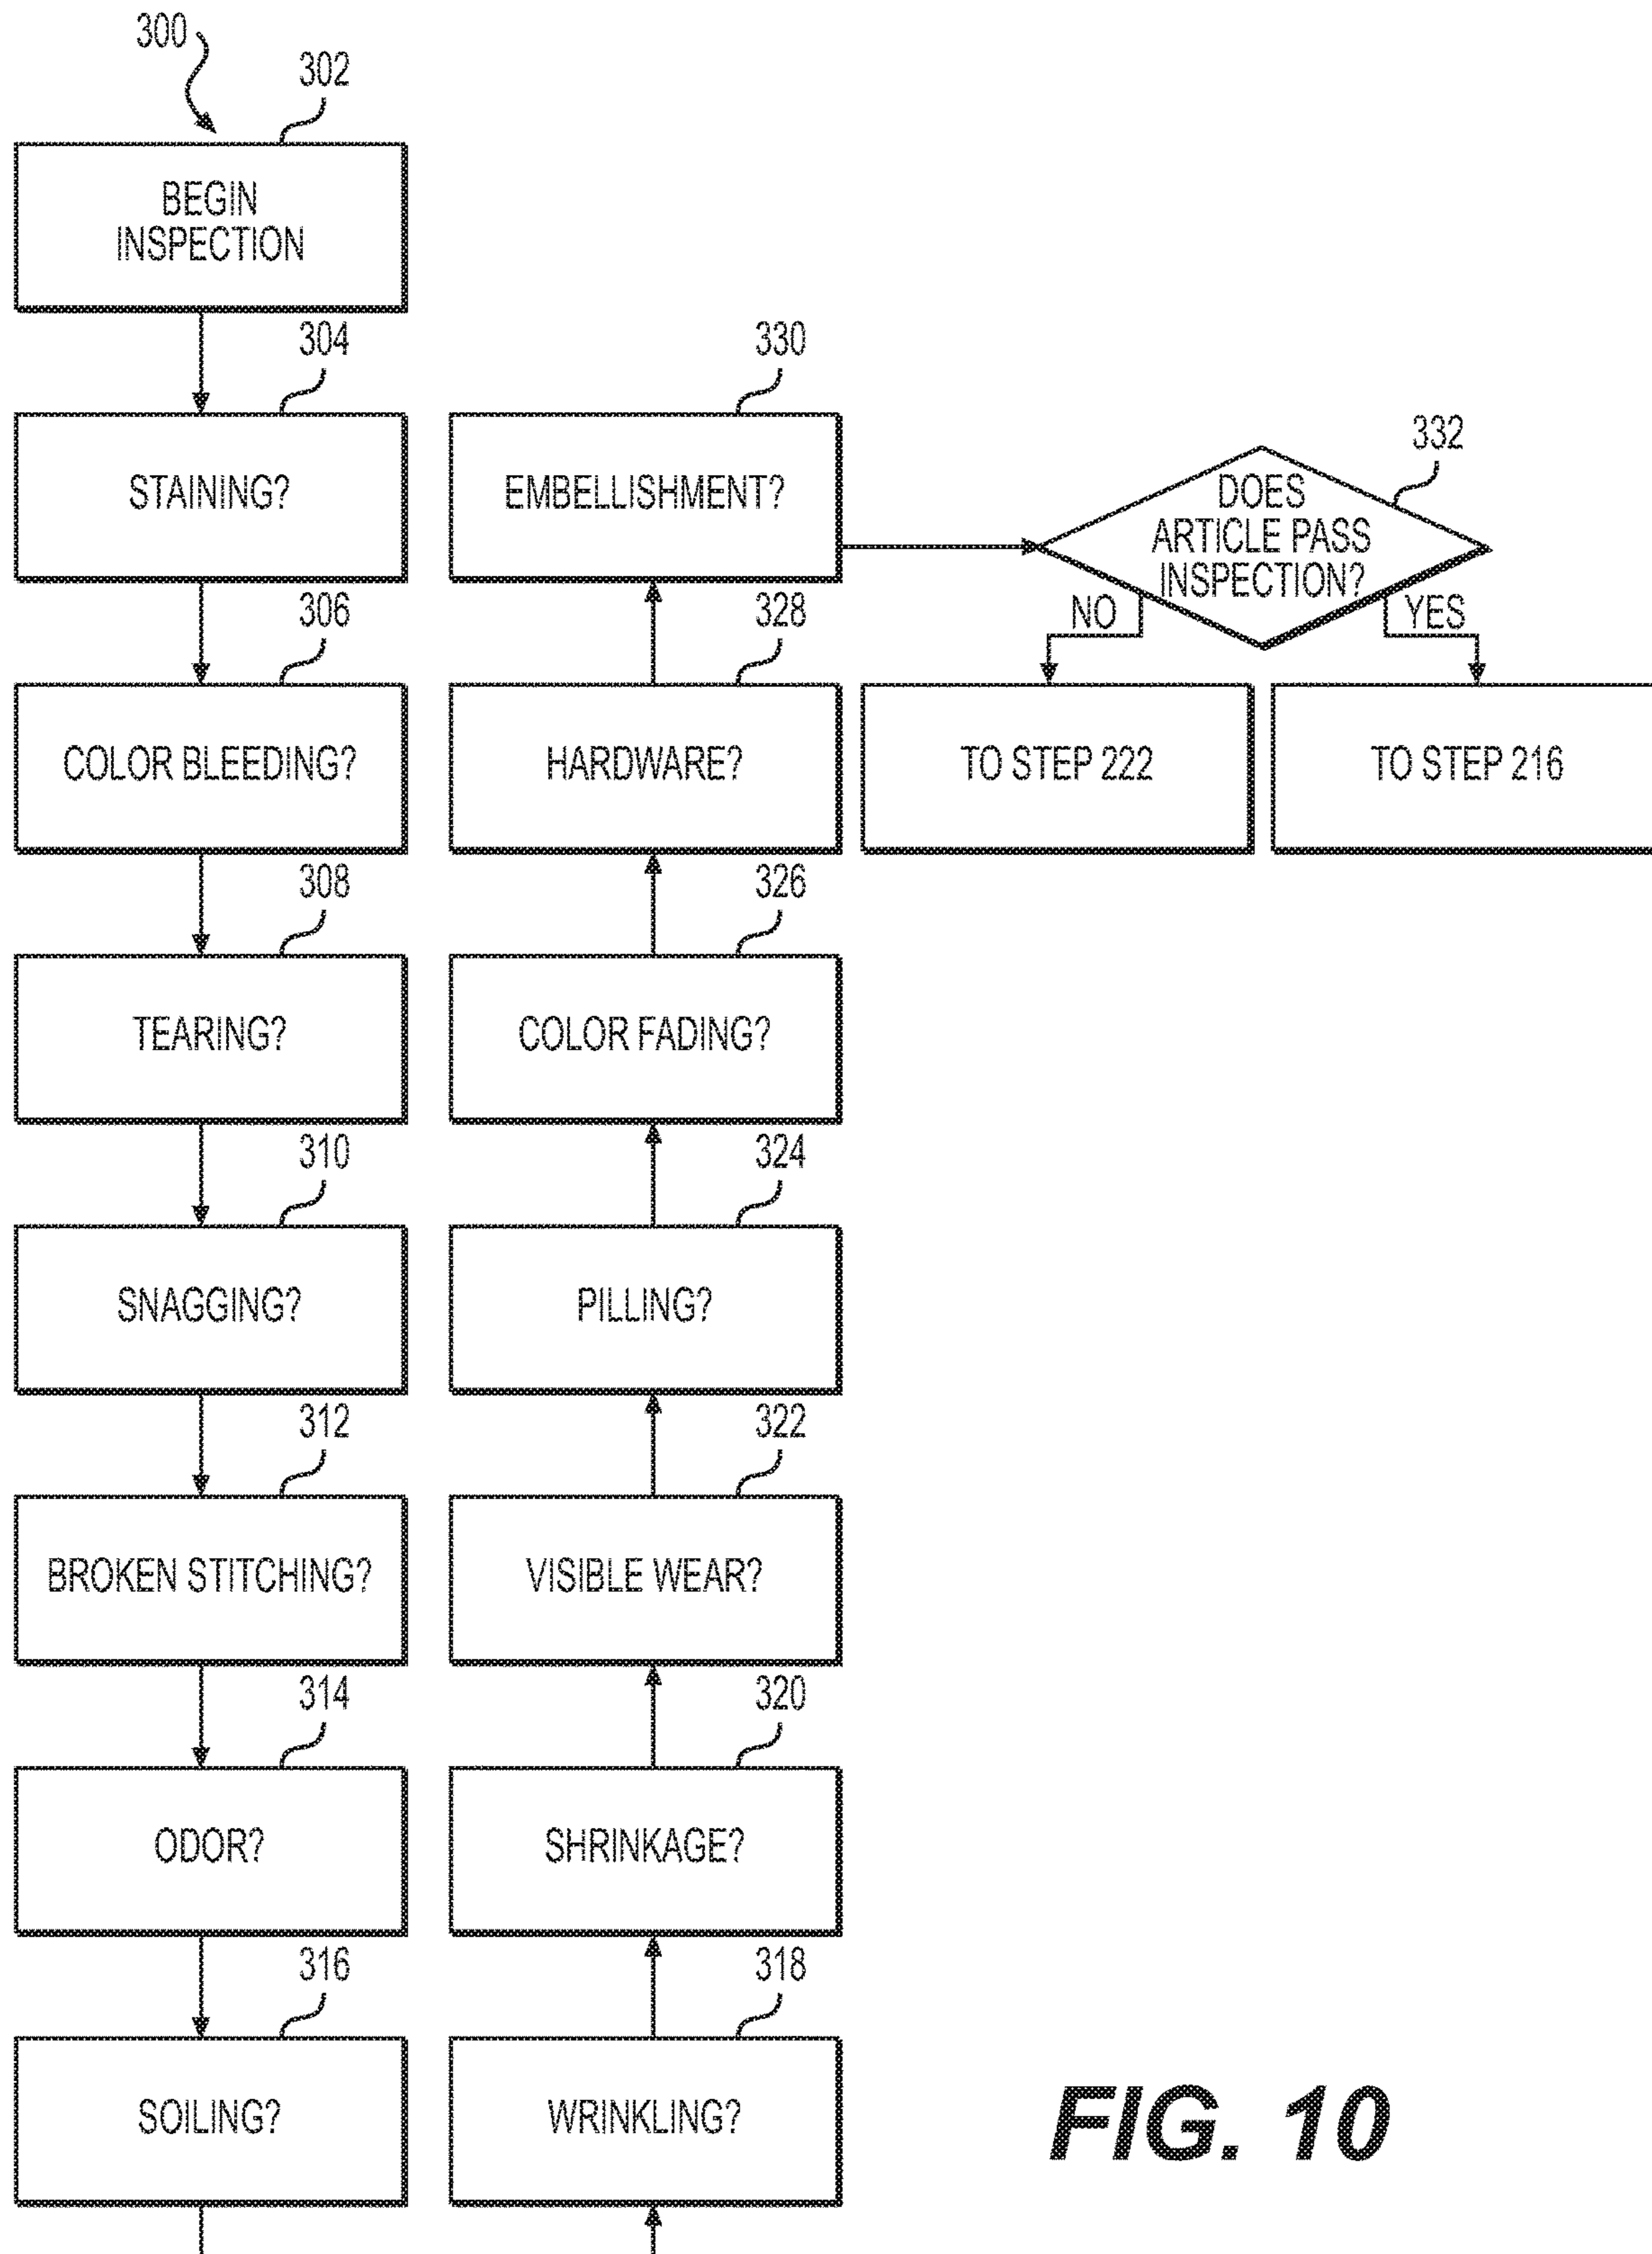 300
302
BEGIN
INSPECTION
304
STAINING?
306
COLOR BLEEDING?
308
TEARING?
310
SNAGGING?
312
BROKEN STITCHING?
314
ODOR?
316
SOILING?
318
WRINKLING?
320
SHRINKAGE?
322
VISIBLE WEAR?
324
PILLING?
326
COLOR FADING?
328
HARDWARE?
330
EMBELLISHMENT?
332
DOES
ARTICLE PASS
INSPECTION?
NO
YES
TO STEP 222
TO STEP 216
FIG. 10